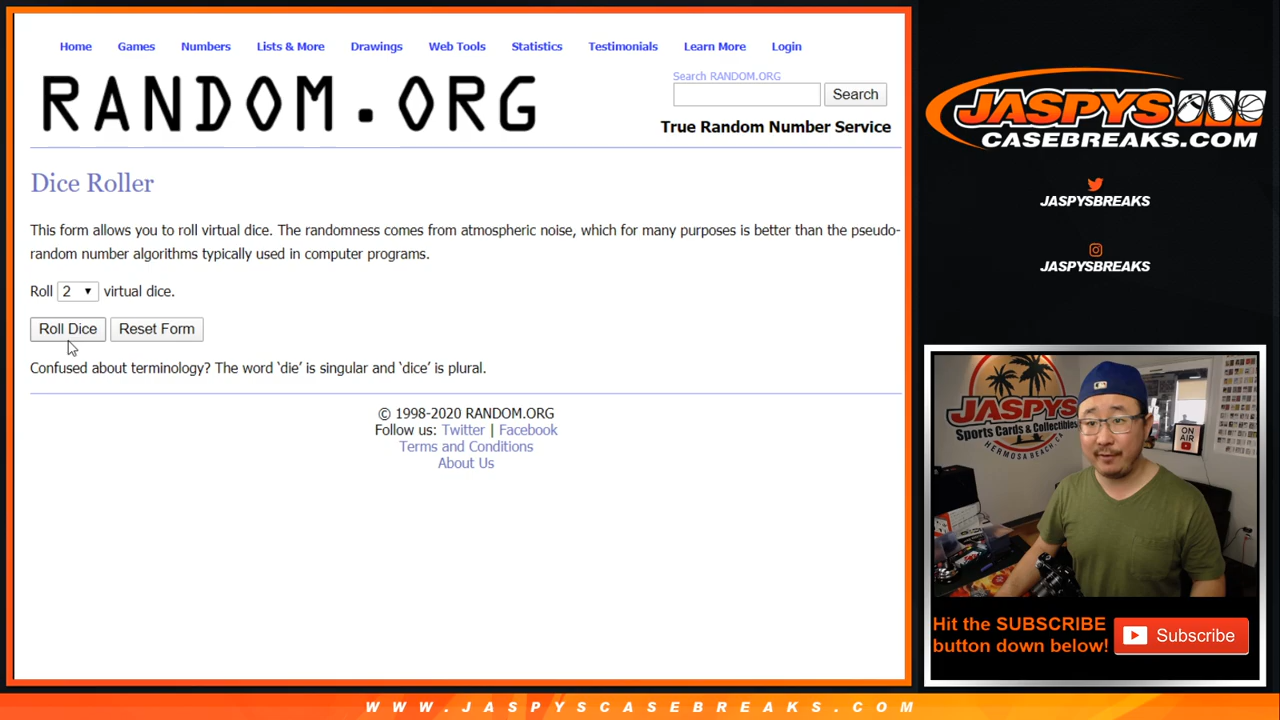 Home Games Numbers Lists & More Drawings Web Tools Statistics Testimonials Learn More Login
RANDOM.ORG
Search RANDOM.ORG
Search
True Random Number Service
Dice Roller
This form allows you to roll virtual dice. The randomness comes from atmospheric noise, which for many purposes is better than the pseudo-
random number algorithms typically used in computer programs.
Roll 2 virtual dice.
Roll Dice Reset Form
Confused about terminology? The word ‘die’ is singular and ‘dice’ is plural.
© 1998-2020 RANDOM.ORG
Follow us: Twitter | Facebook
Terms and Conditions
About Us
JASPYS
CASEBREAKS.COM
JASPYSBREAKS
JASPYSBREAKS
JASPYS
Sports Cards & Collectibles
HERMOSA BEACH, CA
ON
AIR
Hit the SUBSCRIBE
button down below!
Subscribe
WWW.JASPYSCASEBREAKS.COM